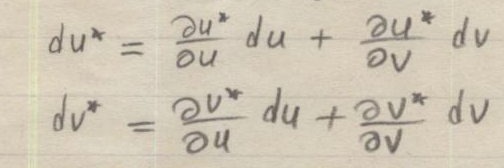 du* = ∂u*/∂u du + ∂u*/∂v dv
dv* = ∂v*/∂u du + ∂v*/∂v dv